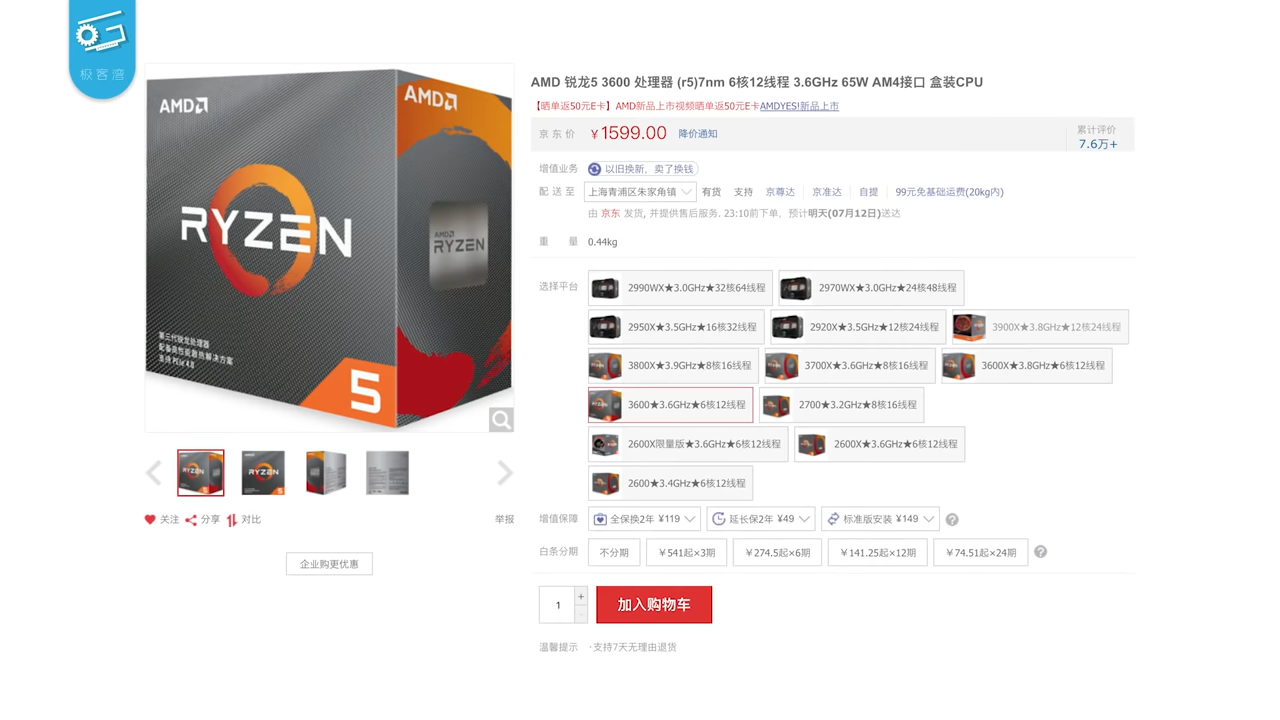 极客湾
AMD
AMD
RYZEN
AMD
RYZEN
第三代锐龙处理器
配备高性能散热解决方案
支持 PCIe 4.0
5
AMD 锐龙5 3600 处理器 (r5)7nm 6核12线程 3.6GHz 65W AM4接口 盒装CPU
【晒单返50元E卡】AMD新品上市视频晒单返50元E卡AMDYES!新品上市
京东价 ￥1599.00 降价通知
累计评价
7.6万+
增值业务 以旧换新，卖了换钱
配送至 上海青浦区朱家角镇 有货 支持 京尊达 京准达 自提 99元免基础运费(20kg内)
由 京东 发货, 并提供售后服务. 23:10前下单，预计明天(07月12日)送达
重量 0.44kg
选择平台 2990WX★3.0GHz★32核64线程 2970WX★3.0GHz★24核48线程
2950X★3.5GHz★16核32线程 2920X★3.5GHz★12核24线程 3900X★3.8GHz★12核24线程
3800X★3.9GHz★8核16线程 3700X★3.6GHz★8核16线程 3600X★3.8GHz★6核12线程
3600★3.6GHz★6核12线程 2700★3.2GHz★8核16线程
2600X限量版★3.6GHz★6核12线程 2600X★3.6GHz★6核12线程
2600★3.4GHz★6核12线程
增值保障 全保换2年 ¥119 延长保2年 ¥49 标准版安装 ¥149 ?
白条分期 不分期 ￥541起×3期 ￥274.5起×6期 ￥141.25起×12期 ￥74.51起×24期 ?
关注 分享 对比 举报
企业购更优惠
1 + - 加入购物车
温馨提示 ·支持7天无理由退货